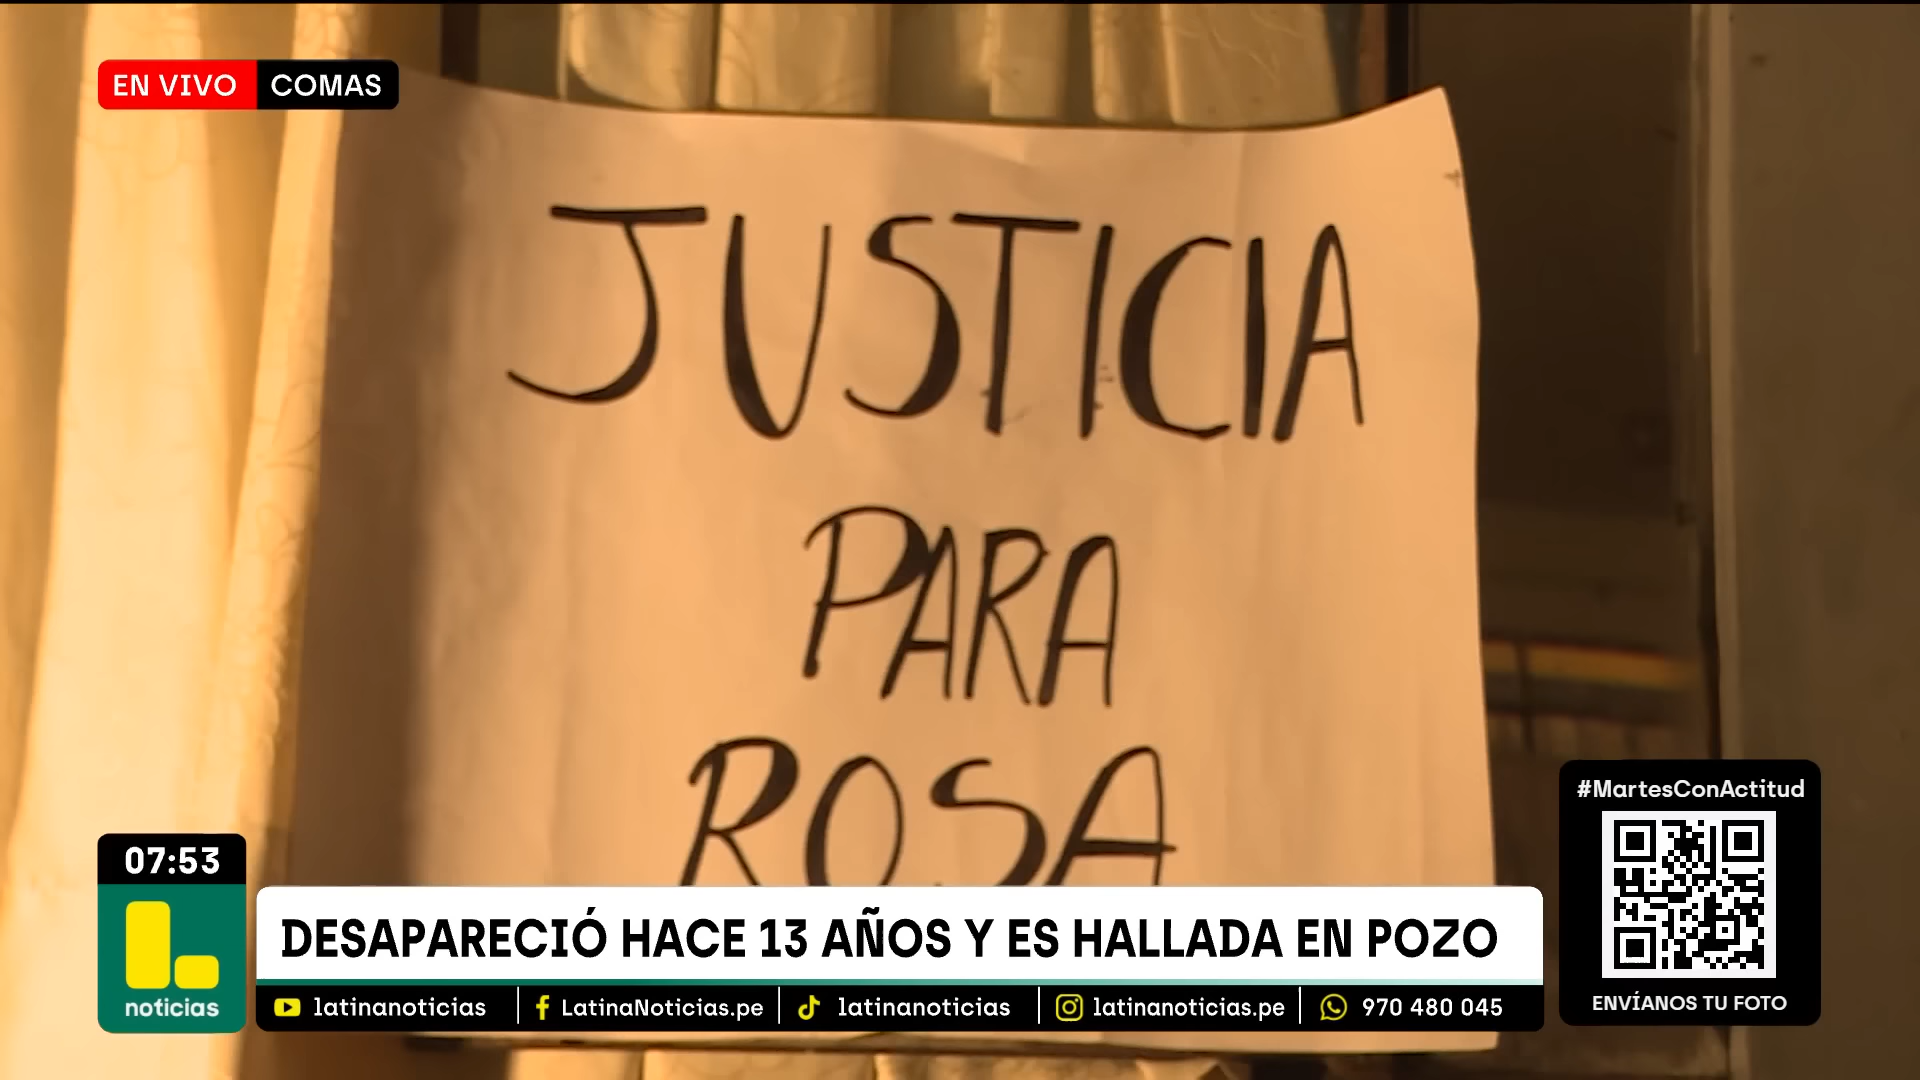 EN VIVO COMAS
JUSTICIA
PARA
ROSA
#MartesConActitud
07:53
noticias
DESAPARECIÓ HACE 13 AÑOS Y ES HALLADA EN POZO
latinanoticias LatinaNoticias.pe latinanoticias latinanoticias.pe 970 480 045
ENVÍANOS TU FOTO